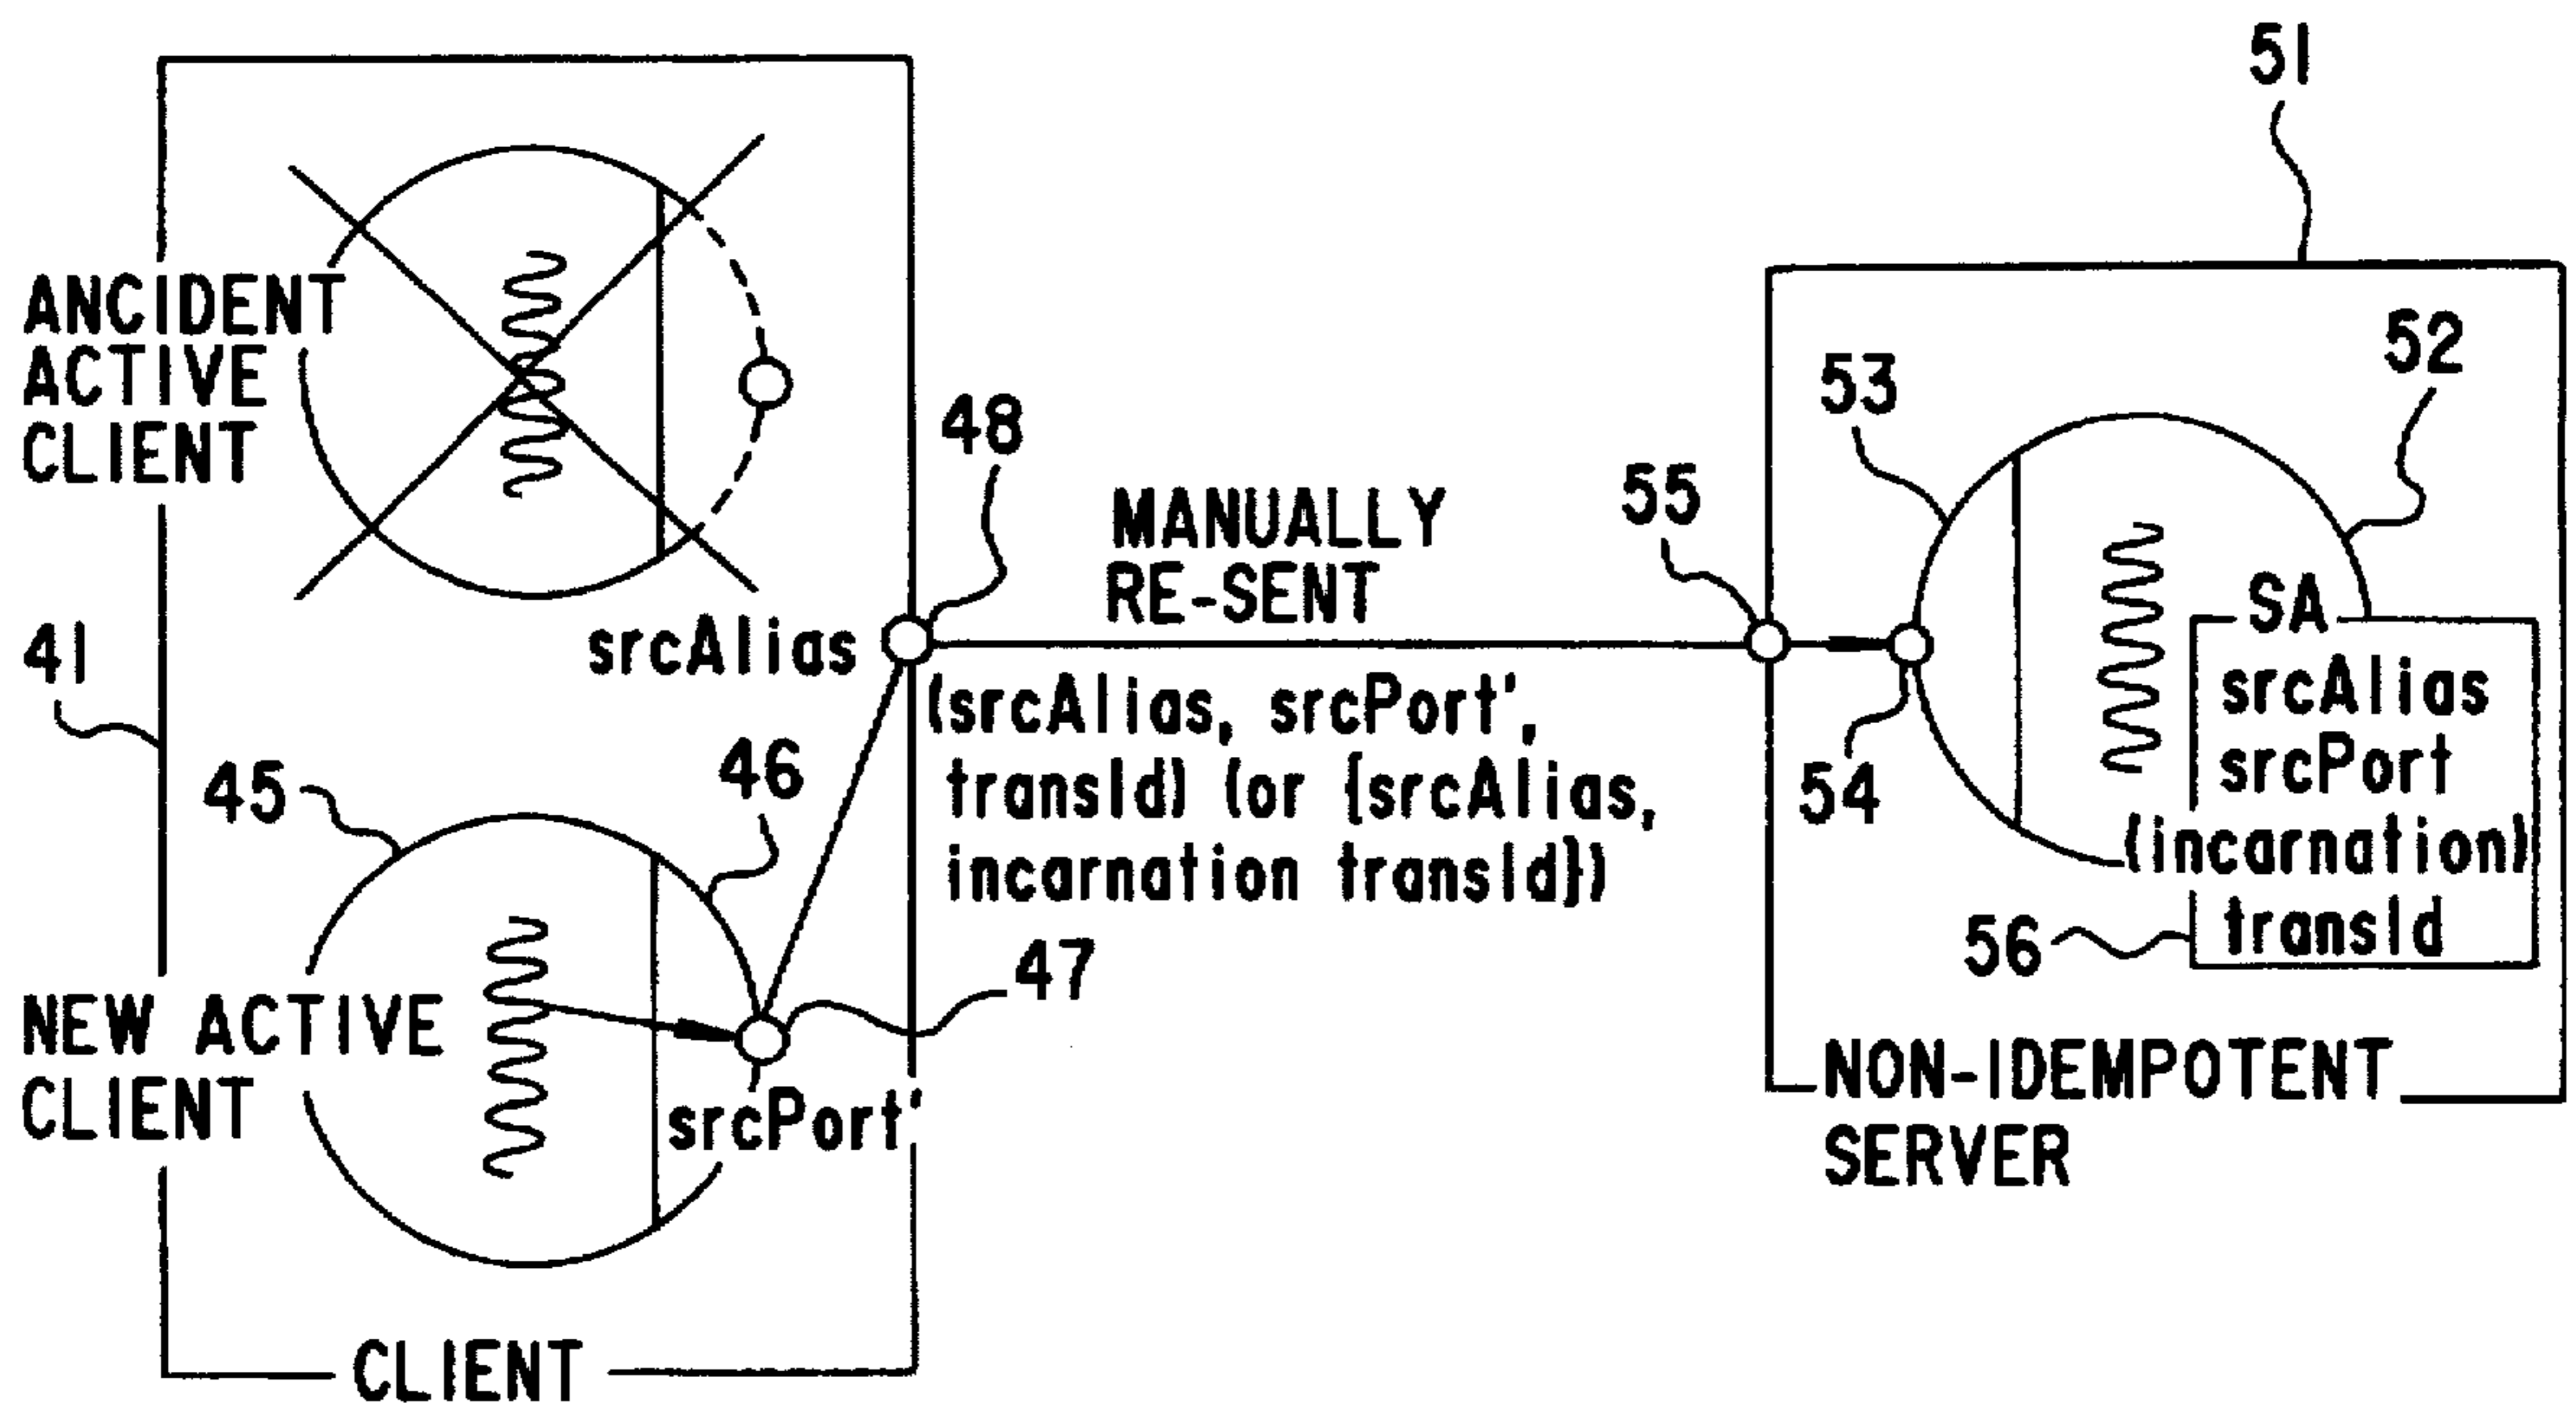 51
ANCIDENT
ACTIVE
CLIENT
52
53
48
55
MANUALLY
RE-SENT
srcAlias
41
SA
srcAlias
srcPort
(incarnation)
transId
(srcAlias, srcPort',
transId) (or {srcAlias,
incarnation transId})
54
45
46
56
47
NEW ACTIVE
CLIENT
srcPort'
NON-IDEMPOTENT
SERVER
CLIENT